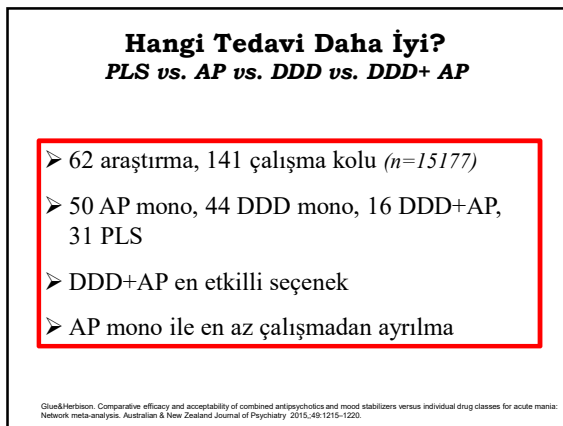 Hangi Tedavi Daha İyi?
PLS vs. AP vs. DDD vs. DDD+ AP
➢ 62 araştırma, 141 çalışma kolu (n=15177)
➢ 50 AP mono, 44 DDD mono, 16 DDD+AP,
31 PLS
➢ DDD+AP en etkilli seçenek
➢ AP mono ile en az çalışmadan ayrılma
Glue&Herbison. Comparative efficacy and acceptability of combined antipsychotics and mood stabilizers versus individual drug classes for acute mania:
Network meta-analysis. Australian & New Zealand Journal of Psychiatry 2015,;49:1215–1220.